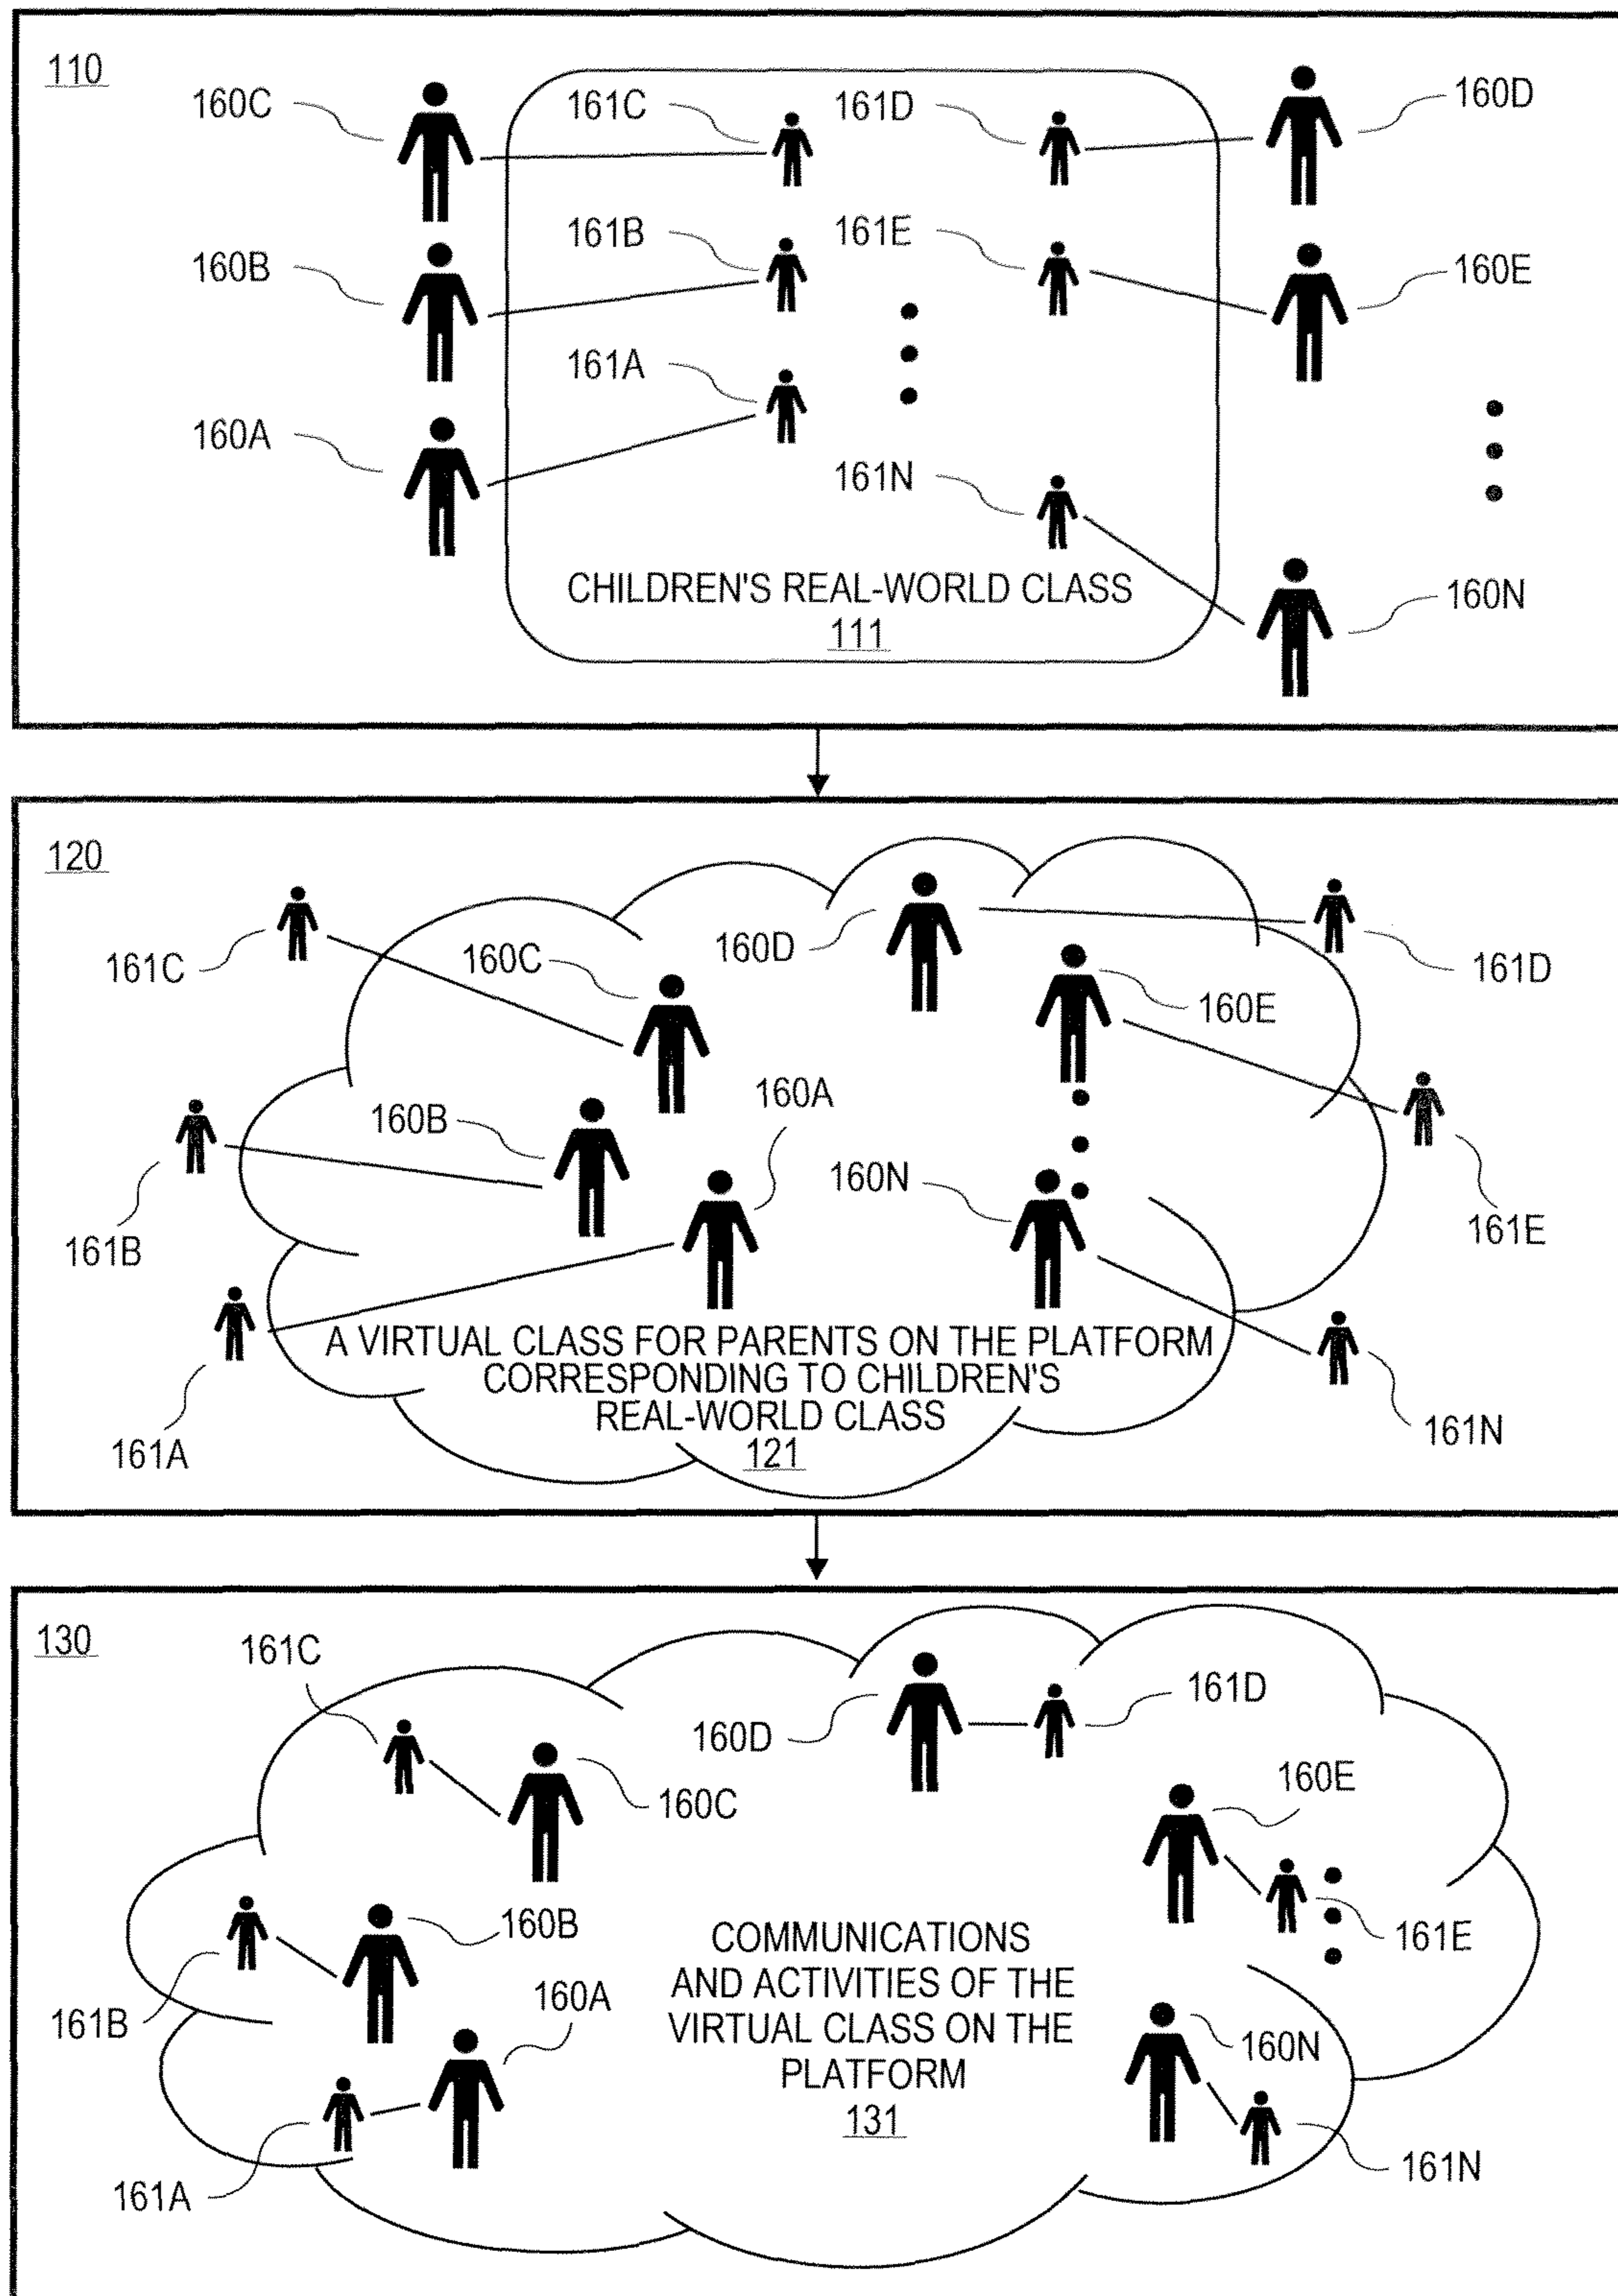 110
160C
161C
161D
160D
160B
161B
161E
160E
160A
161A
161N
CHILDREN'S REAL-WORLD CLASS
111
160N
120
161C
160C
160D
160E
161D
160B
160A
160N
161B
161E
A VIRTUAL CLASS FOR PARENTS ON THE PLATFORM
CORRESPONDING TO CHILDREN'S
REAL-WORLD CLASS
121
161A
161N
130
161C
160D
161D
160C
160E
160B
161E
COMMUNICATIONS
AND ACTIVITIES OF THE
VIRTUAL CLASS ON THE
PLATFORM
131
161B
160A
160N
161A
161N